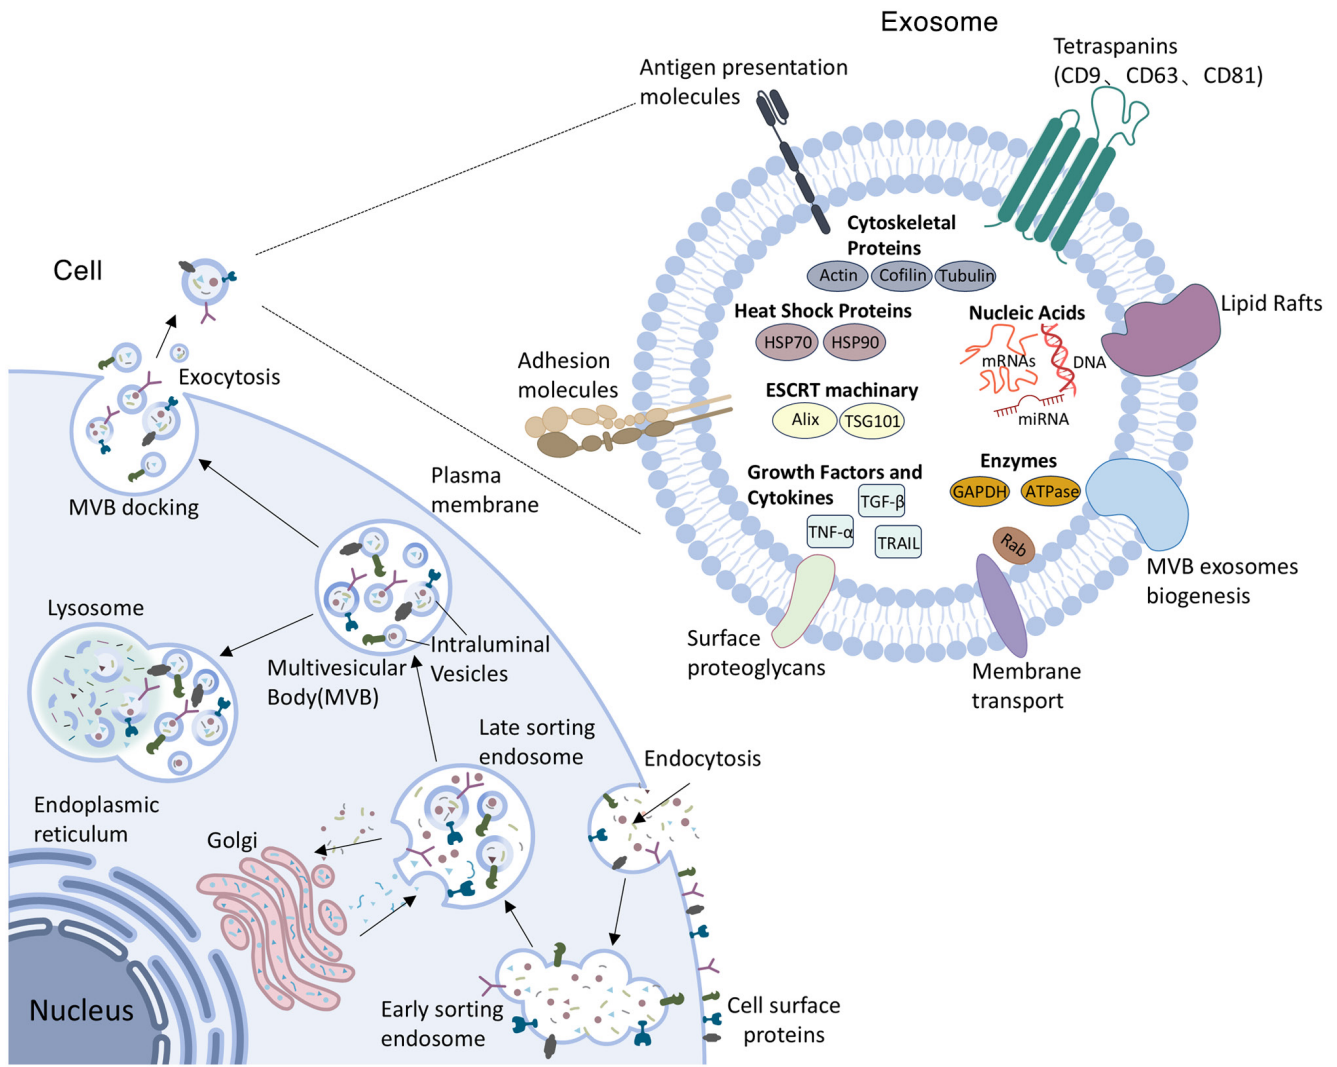 Exosome
Tetraspanins
(CD9、CD63、CD81)
Antigen presentation
molecules
Cytoskeletal
Proteins
Actin
Cofilin
Tubulin
Heat Shock Proteins
HSP70
HSP90
Nucleic Acids
mRNAs
DNA
miRNA
Lipid Rafts
Adhesion
molecules
ESCRT machinary
Alix
TSG101
Growth Factors and
Cytokines
TGF-β
TNF-α
TRAIL
Enzymes
GAPDH
ATPase
Rab
MVB exosomes
biogenesis
Surface
proteoglycans
Membrane
transport
Cell
Exocytosis
MVB docking
Plasma
membrane
Lysosome
Multivesicular
Body(MVB)
Intraluminal
Vesicles
Late sorting
endosome
Endocytosis
Endoplasmic
reticulum
Golgi
Nucleus
Early sorting
endosome
Cell surface
proteins